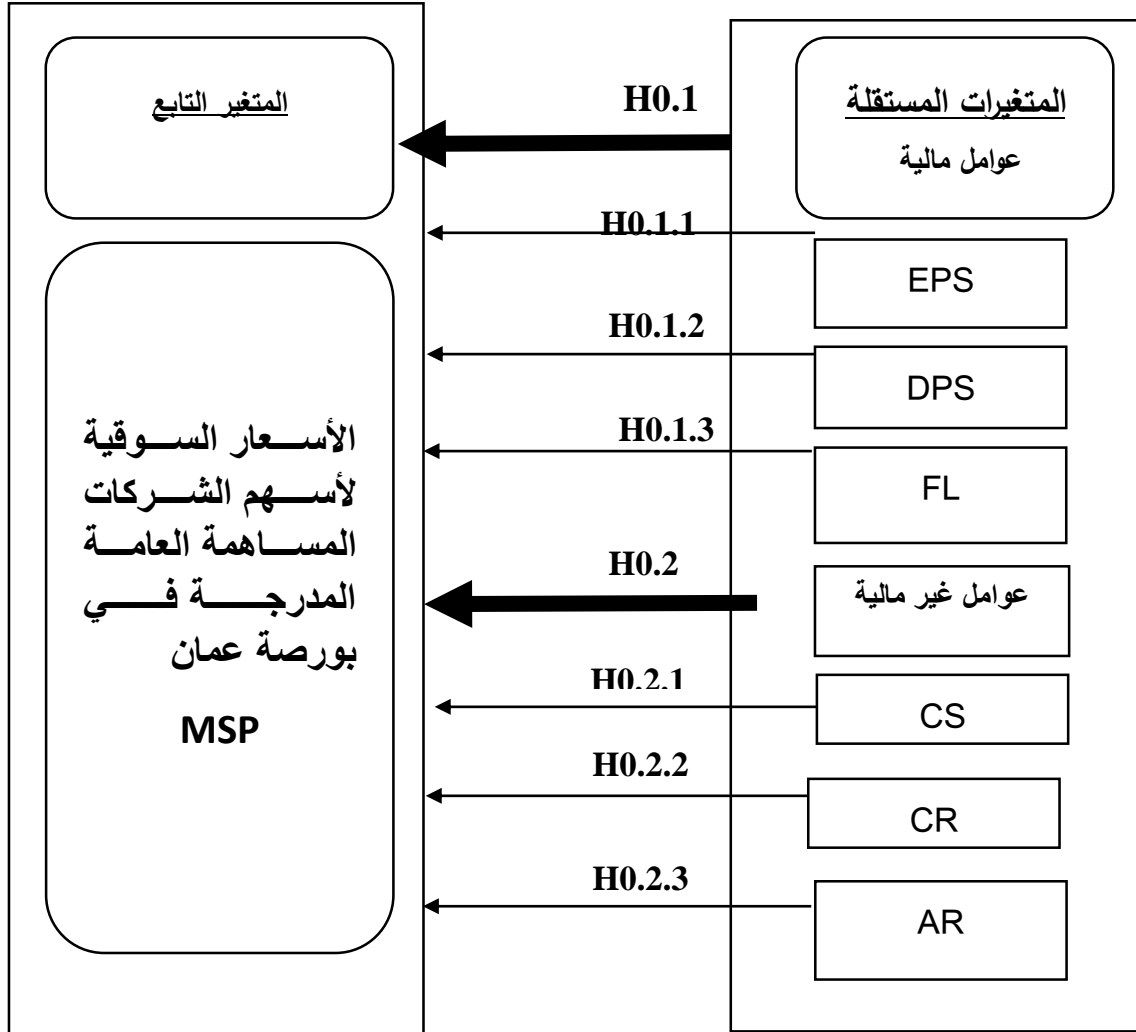 المتغيرات المستقلة
عوامل مالية
H0.1
المتغير التابع
H0.1.1
EPS
H0.1.2
DPS
H0.1.3
FL
H0.2
عوامل غير مالية
H0.2.1
CS
H0.2.2
CR
H0.2.3
AR
الأسعار السوقية
لأسهم الشركات
المساهمة العامة
المدرجة في
بورصة عمان
MSP